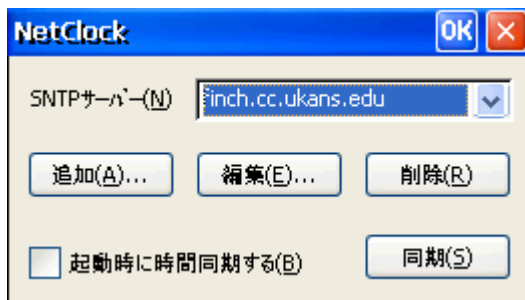 NetClock OK
SNTPサーバー(N) finch.cc.ukans.edu
追加(A)... 編集(E)... 削除(R)
起動時に時間同期する(B) 同期(S)